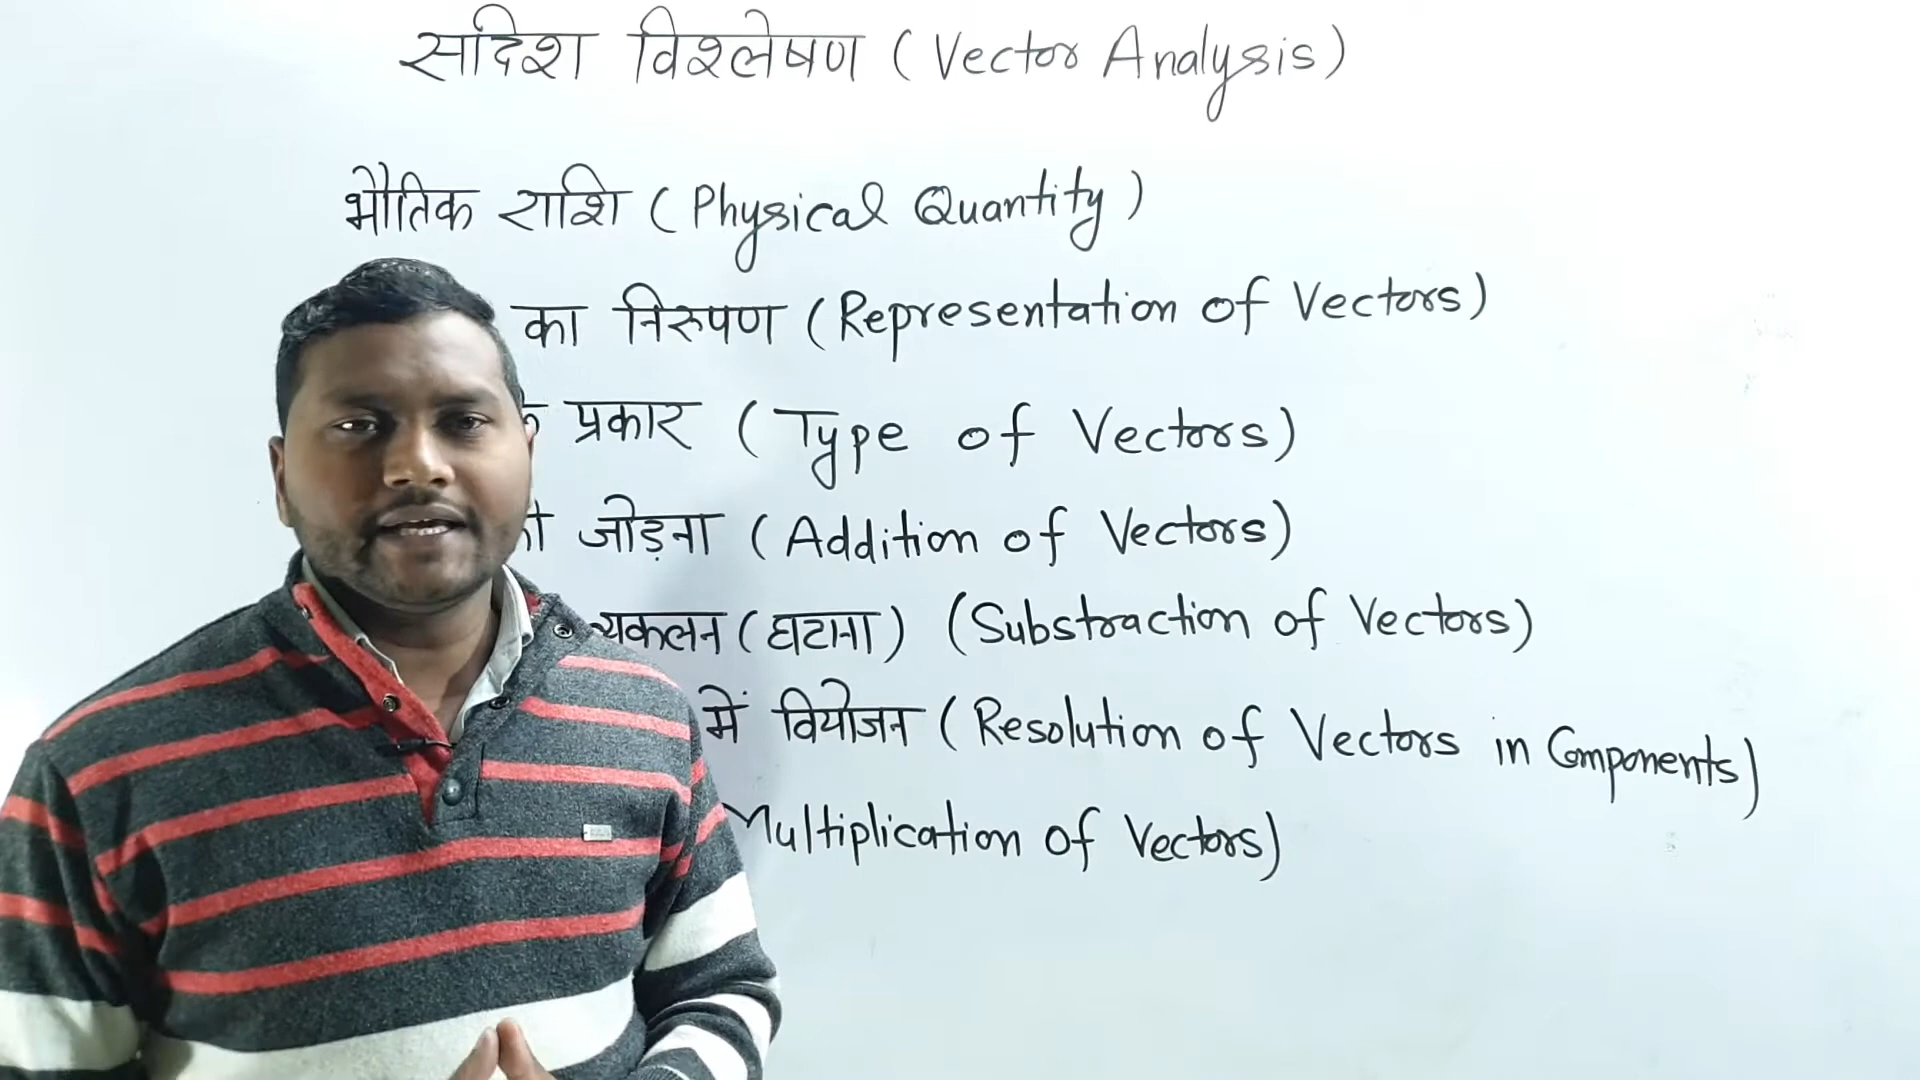 सदिश विश्लेषण (Vector Analysis)
भौतिक राशि (Physical Quantity)
का निरुपण (Representation of Vectors)
प्रकार (Type of Vectors)
जोड़ना (Addition of Vectors)
व्यकलन (घटाना) (Substraction of Vectors)
में वियोजन (Resolution of Vectors in Components)
Multiplication of Vectors)